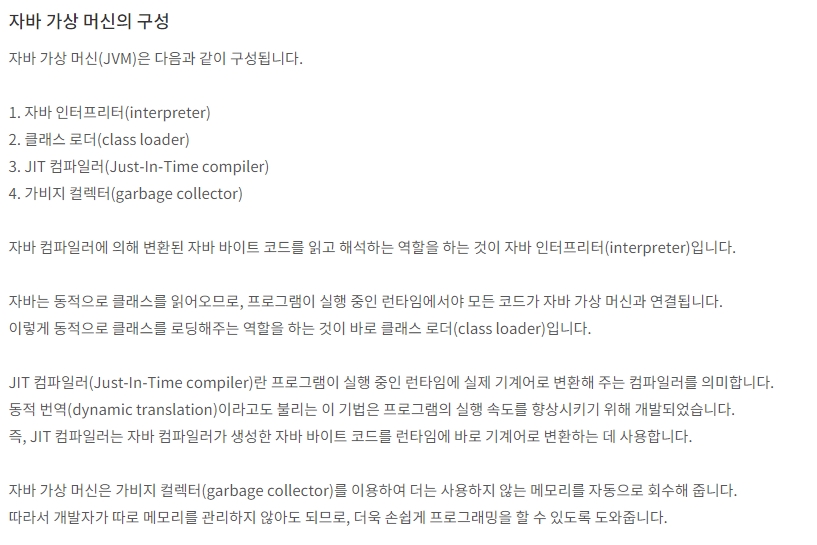 자바 가상 머신의 구성
자바 가상 머신(JVM)은 다음과 같이 구성됩니다.
1. 자바 인터프리터(interpreter)
2. 클래스 로더(class loader)
3. JIT 컴파일러(Just-In-Time compiler)
4. 가비지 컬렉터(garbage collector)
자바 컴파일러에 의해 변환된 자바 바이트 코드를 읽고 해석하는 역할을 하는 것이 자바 인터프리터(interpreter)입니다.
자바는 동적으로 클래스를 읽어오므로, 프로그램이 실행 중인 런타임에서야 모든 코드가 자바 가상 머신과 연결됩니다.
이렇게 동적으로 클래스를 로딩해주는 역할을 하는 것이 바로 클래스 로더(class loader)입니다.
JIT 컴파일러(Just-In-Time compiler)란 프로그램이 실행 중인 런타임에 실제 기계어로 변환해 주는 컴파일러를 의미합니다.
동적 번역(dynamic translation)이라고도 불리는 이 기법은 프로그램의 실행 속도를 향상시키기 위해 개발되었습니다.
즉, JIT 컴파일러는 자바 컴파일러가 생성한 자바 바이트 코드를 런타임에 바로 기계어로 변환하는 데 사용합니다.
자바 가상 머신은 가비지 컬렉터(garbage collector)를 이용하여 더는 사용하지 않는 메모리를 자동으로 회수해 줍니다.
따라서 개발자가 따로 메모리를 관리하지 않아도 되므로, 더욱 손쉽게 프로그래밍을 할 수 있도록 도와줍니다.